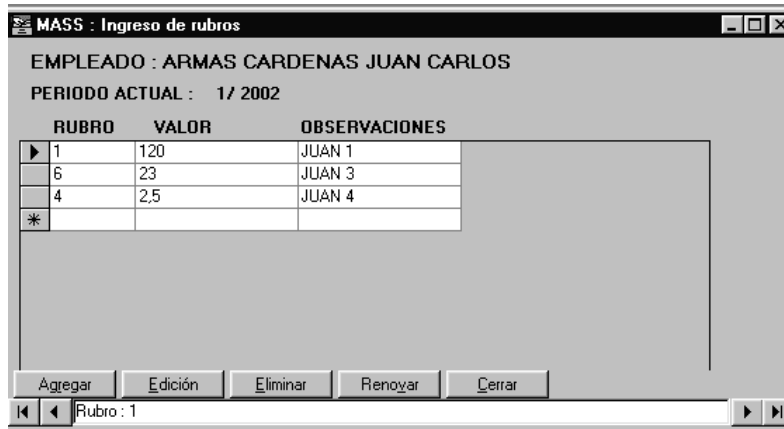 MASS : Ingreso de rubros
EMPLEADO : ARMAS CARDENAS JUAN CARLOS
PERIODO ACTUAL : 1/ 2002
RUBRO VALOR OBSERVACIONES
1 120 JUAN 1
6 23 JUAN 3
4 2,5 JUAN 4
Agregar Edición Eliminar Renovar Cerrar
Rubro : 1